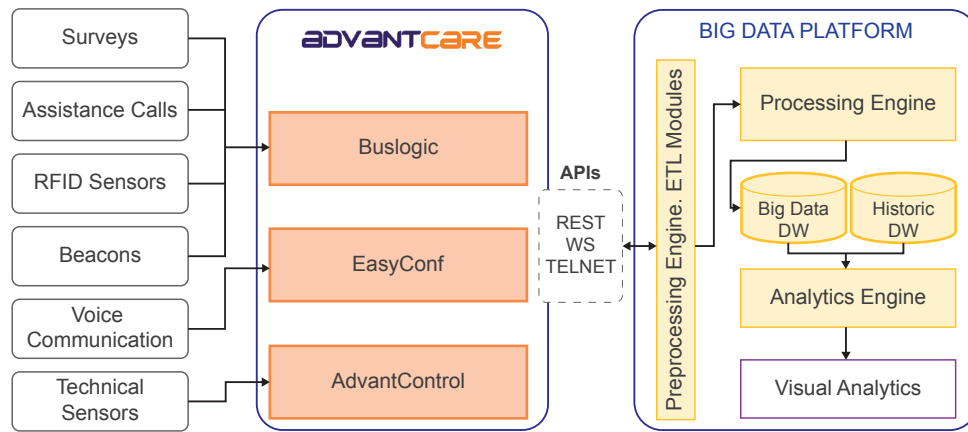 Surveys
Assistance Calls
RFID Sensors
Beacons
Voice
Communication
Technical
Sensors
ADVANTCARE
Buslogic
EasyConf
AdvantControl
APIs
REST
WS
TELNET
BIG DATA PLATFORM
Preprocessing Engine. ETL Modules
Processing Engine
Big Data
DW
Historic
DW
Analytics Engine
Visual Analytics